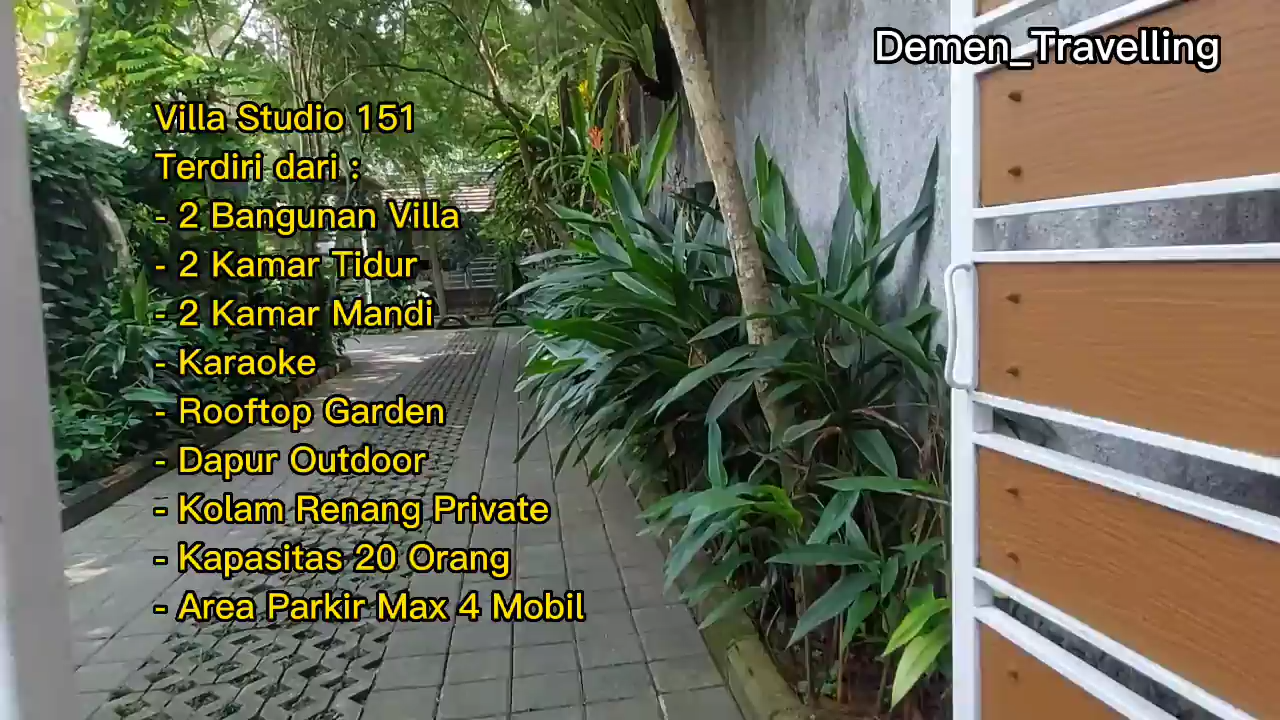 Demen_Travelling
Villa Studio 151
Terdiri dari :
- 2 Bangunan Villa
- 2 Kamar Tidur
- 2 Kamar Mandi
- Karaoke
- Rooftop Garden
- Dapur Outdoor
- Kolam Renang Private
- Kapasitas 20 Orang
- Area Parkir Max 4 Mobil